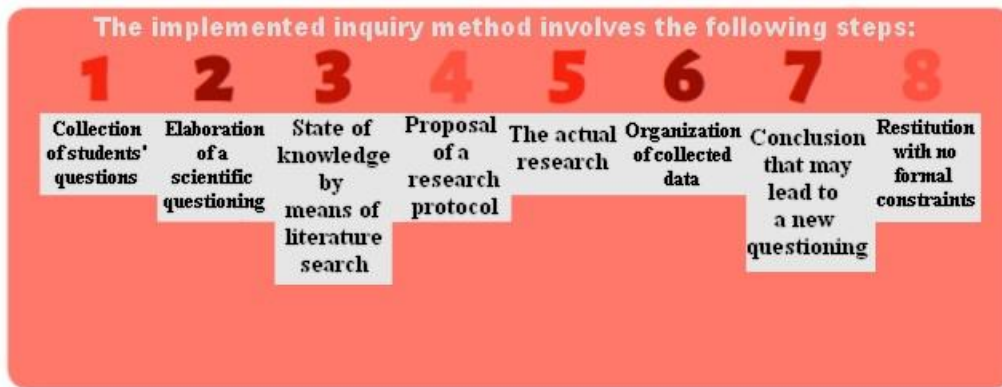 The implemented inquiry method involves the following steps:
1
Collection
of students'
questions
2
Elaboration
of a
scientific
questioning
3
State of
knowledge
by
means of
literature
search
4
Proposal
of a
research
protocol
5
The actual
research
6
Organization
of collected
data
7
Conclusion
that may
lead to
a new
questioning
8
Restitution
with no
formal
constraints